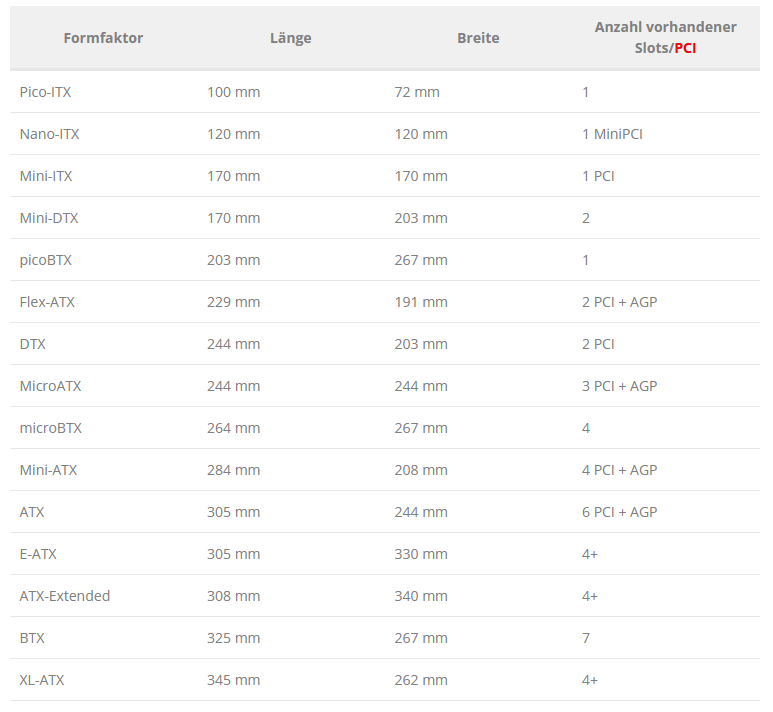 Formfaktor Länge Breite Anzahl vorhandener Slots/PCI
Pico-ITX 100 mm 72 mm 1
Nano-ITX 120 mm 120 mm 1 MiniPCI
Mini-ITX 170 mm 170 mm 1 PCI
Mini-DTX 170 mm 203 mm 2
picoBTX 203 mm 267 mm 1
Flex-ATX 229 mm 191 mm 2 PCI + AGP
DTX 244 mm 203 mm 2 PCI
MicroATX 244 mm 244 mm 3 PCI + AGP
microBTX 264 mm 267 mm 4
Mini-ATX 284 mm 208 mm 4 PCI + AGP
ATX 305 mm 244 mm 6 PCI + AGP
E-ATX 305 mm 330 mm 4+
ATX-Extended 308 mm 340 mm 4+
BTX 325 mm 267 mm 7
XL-ATX 345 mm 262 mm 4+